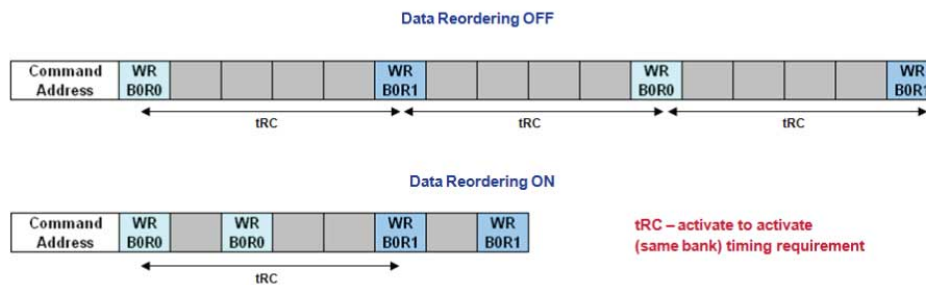 Data Reordering OFF
Command Address WR B0R0 WR B0R1 WR B0R0 WR B0R1
tRC tRC tRC
Data Reordering ON
Command Address WR B0R0 WR B0R0 WR B0R1 WR B0R1
tRC – activate to activate
(same bank) timing requirement
tRC